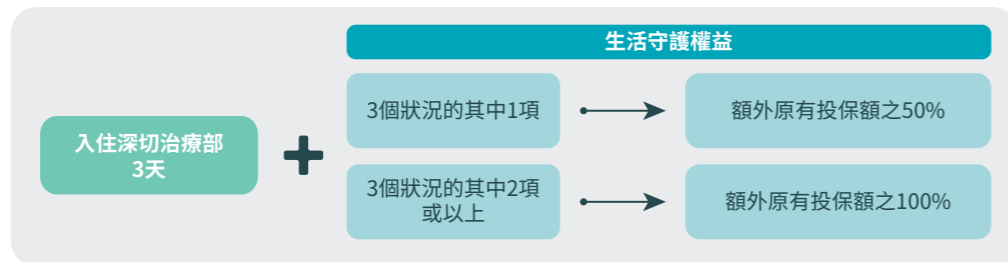 生活守護權益
入住深切治療部
3天
3個狀況的其中1項
額外原有投保額之50%
3個狀況的其中2項
或以上
額外原有投保額之100%